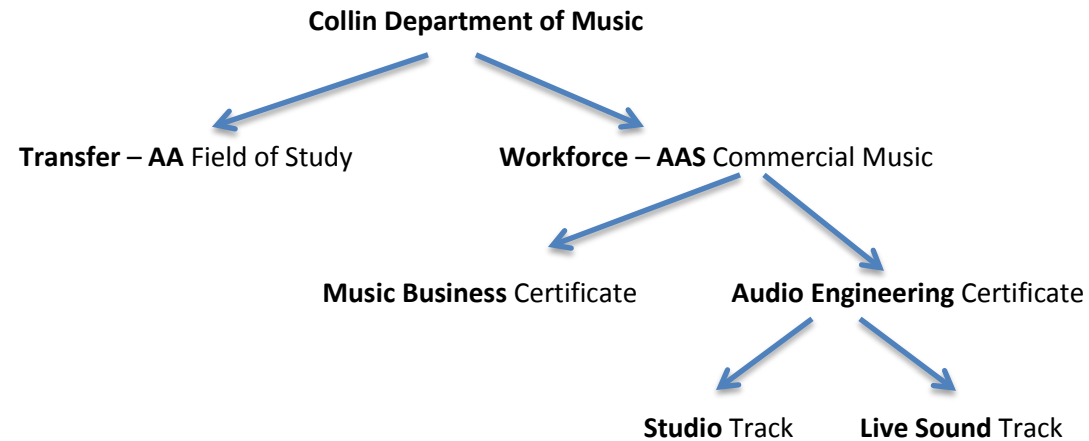 Collin Department of Music
Transfer – AA Field of Study
Workforce – AAS Commercial Music
Music Business Certificate
Audio Engineering Certificate
Studio Track
Live Sound Track